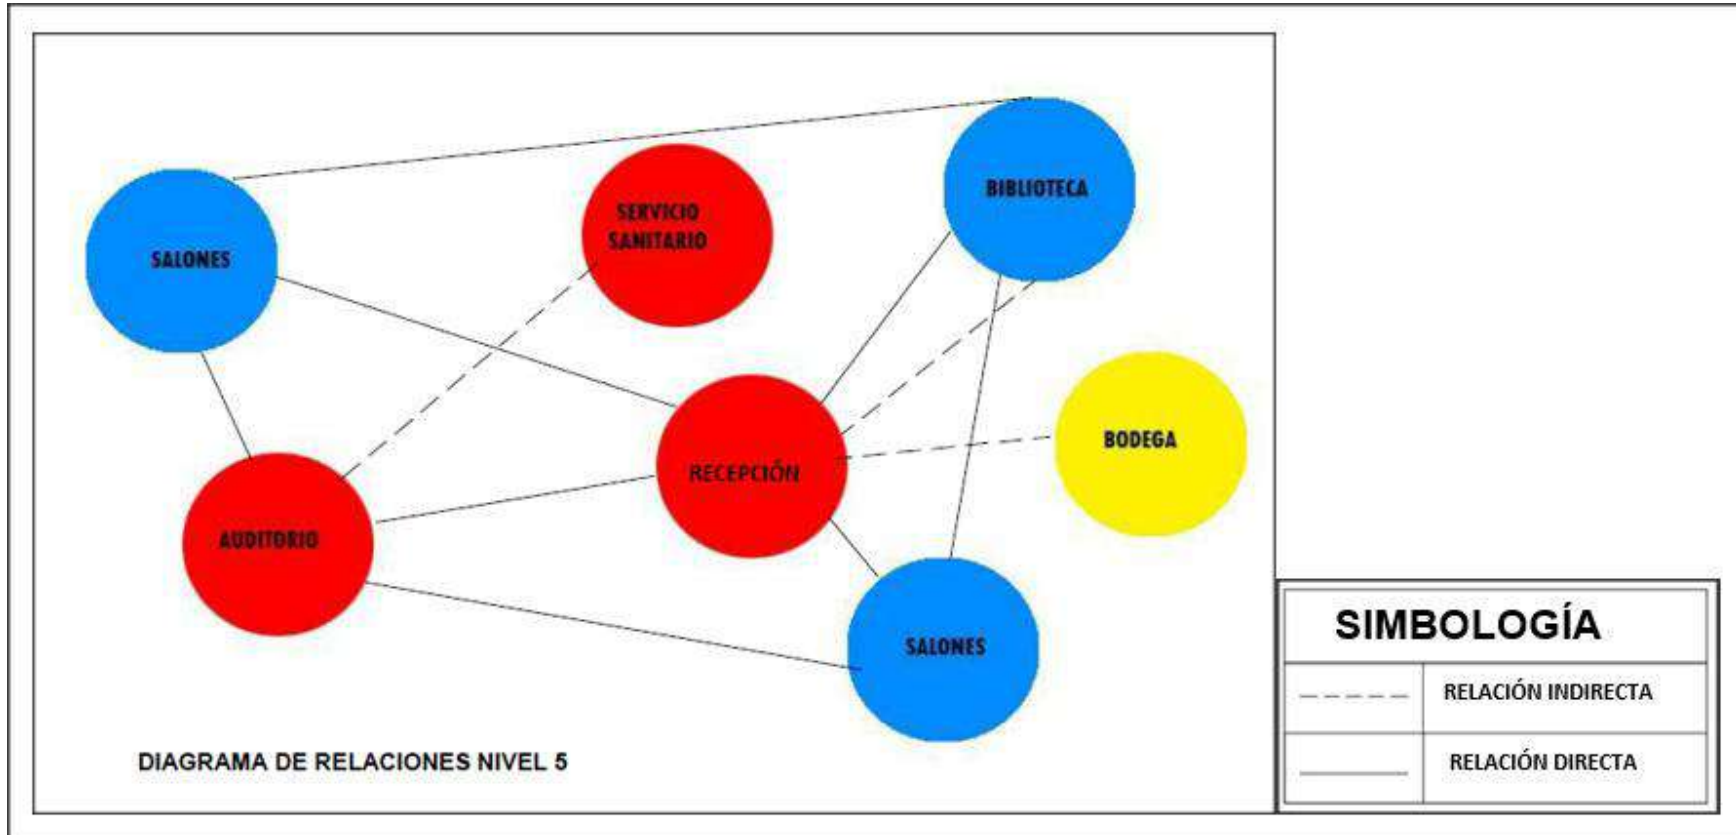 SALONES
SERVICIO
SANITARIO
BIBLIOTECA
AUDITORIO
RECEPCIÓN
BODEGA
SALONES
DIAGRAMA DE RELACIONES NIVEL 5
SIMBOLOGÍA
RELACIÓN INDIRECTA
RELACIÓN DIRECTA